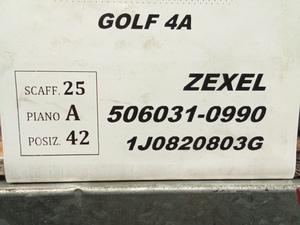 GOLF 4A
SCAFF. 25
PIANO A
POSIZ. 42
ZEXEL
506031-0990
1J0820803G